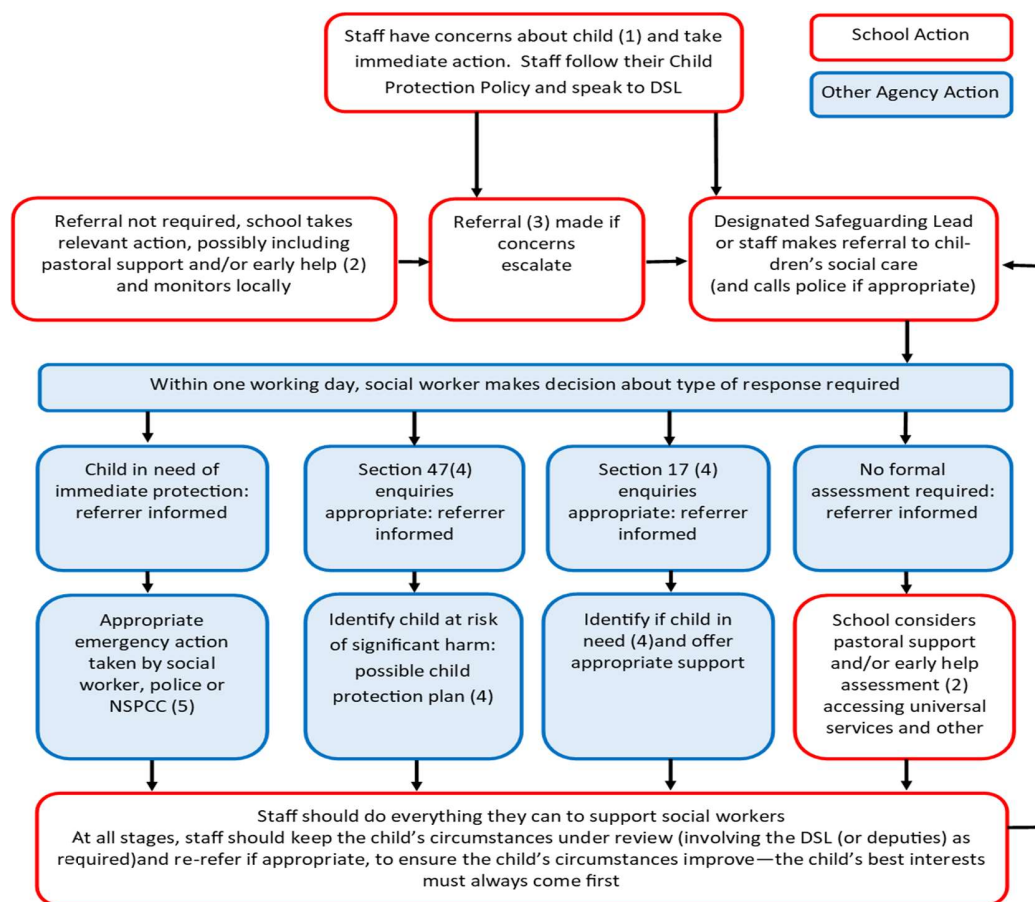 Staff have concerns about child (1) and take
immediate action.  Staff follow their Child
Protection Policy and speak to DSL
School Action
Other Agency Action
Referral not required, school takes
relevant action, possibly including
pastoral support and/or early help (2)
and monitors locally
Referral (3) made if
concerns
escalate
Designated Safeguarding Lead
or staff makes referral to chil-
dren’s social care
(and calls police if appropriate)
Within one working day, social worker makes decision about type of response required
Child in need of
immediate protection:
referrer informed
Section 47(4)
enquiries
appropriate: referrer
informed
Section 17 (4)
enquiries
appropriate: referrer
informed
No formal
assessment required:
referrer informed
Appropriate
emergency action
taken by social
worker, police or
NSPCC (5)
Identify child at risk
of significant harm:
possible child
protection plan (4)
Identify if child in
need (4)and offer
appropriate support
School considers
pastoral support
and/or early help
assessment (2)
accessing universal
services and other
Staff should do everything they can to support social workers
At all stages, staff should keep the child’s circumstances under review (involving the DSL (or deputies) as
required)and re-refer if appropriate, to ensure the child’s circumstances improve—the child’s best interests
must always come first